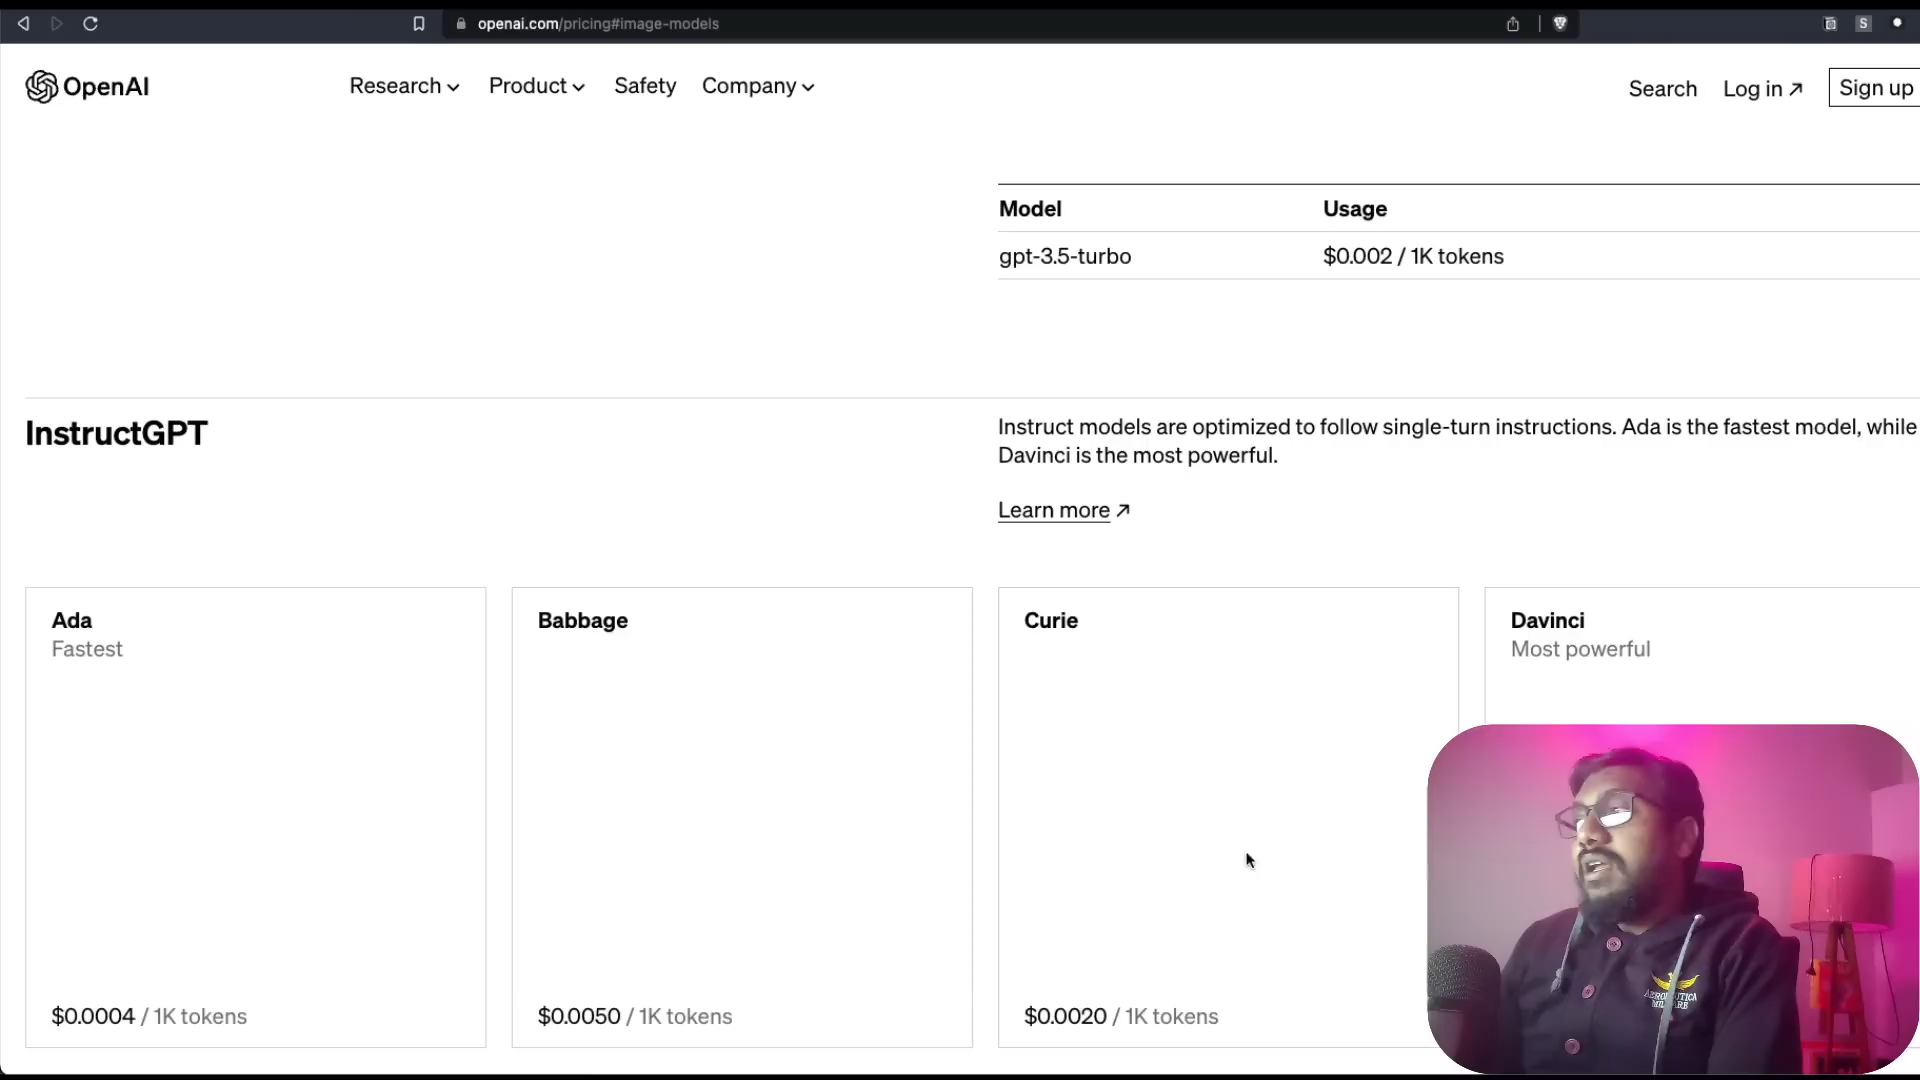 openai.com/pricing#image-models
S
OpenAI
Research
Product
Safety
Company
Search
Log in ↗
Sign up
Model Usage
gpt-3.5-turbo $0.002 / 1K tokens
InstructGPT
Instruct models are optimized to follow single-turn instructions. Ada is the fastest model, while
Davinci is the most powerful.
Learn more ↗
Ada
Fastest
$0.0004 / 1K tokens
Babbage
$0.0050 / 1K tokens
Curie
$0.0020 / 1K tokens
Davinci
Most powerful